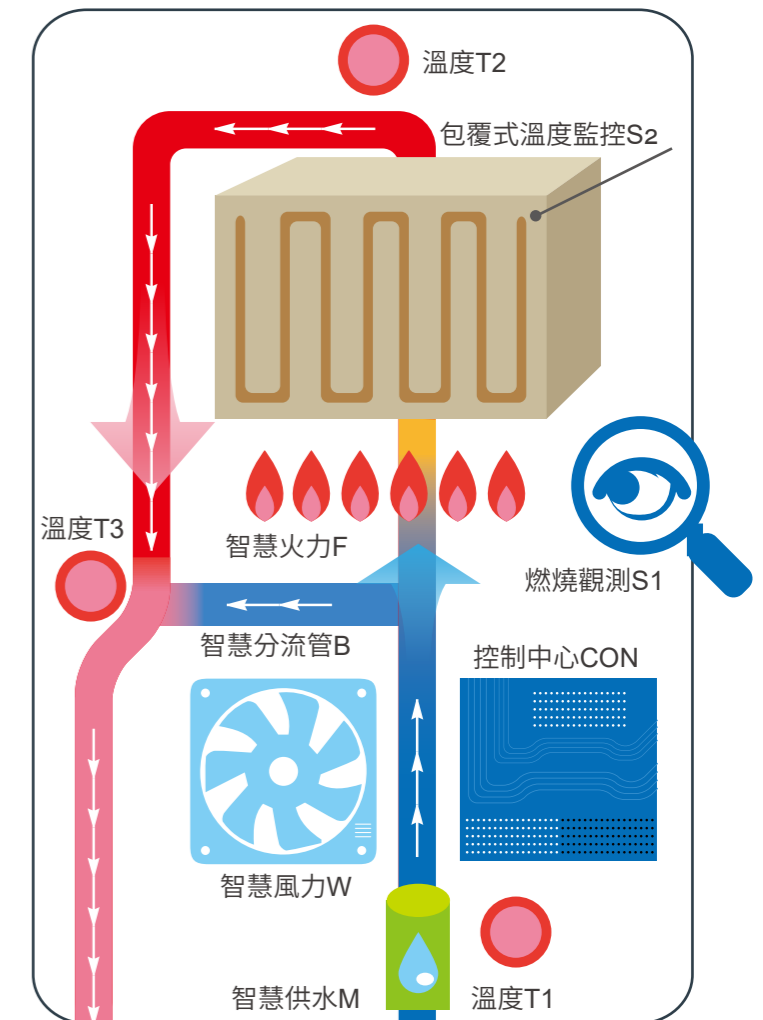 溫度T2
包覆式溫度監控S2
溫度T3
智慧火力F
燃燒觀測S1
智慧分流管B
控制中心CON
智慧風力W
智慧供水M
溫度T1